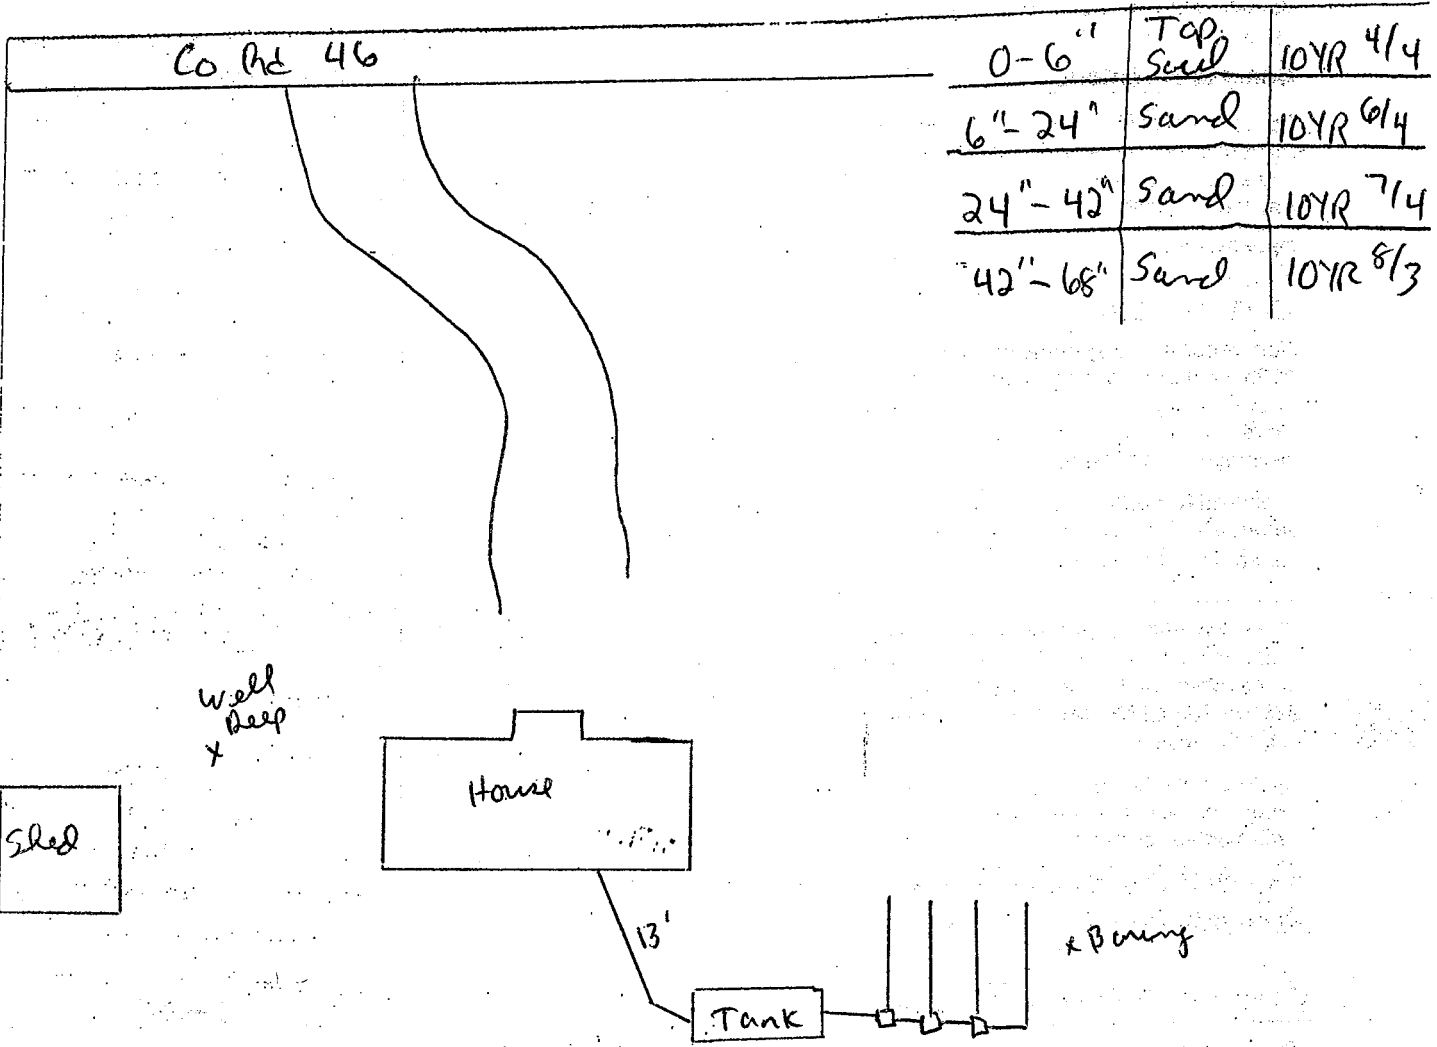 Co Rd 46
0-6" Top Soil 10YR 4/4
6"-24" Sand 10YR 6/4
24"-42" Sand 10YR 7/4
42"-68" Sand 10YR 8/3
Well
Deep
x
House
Shed
13'
x Boring
Tank